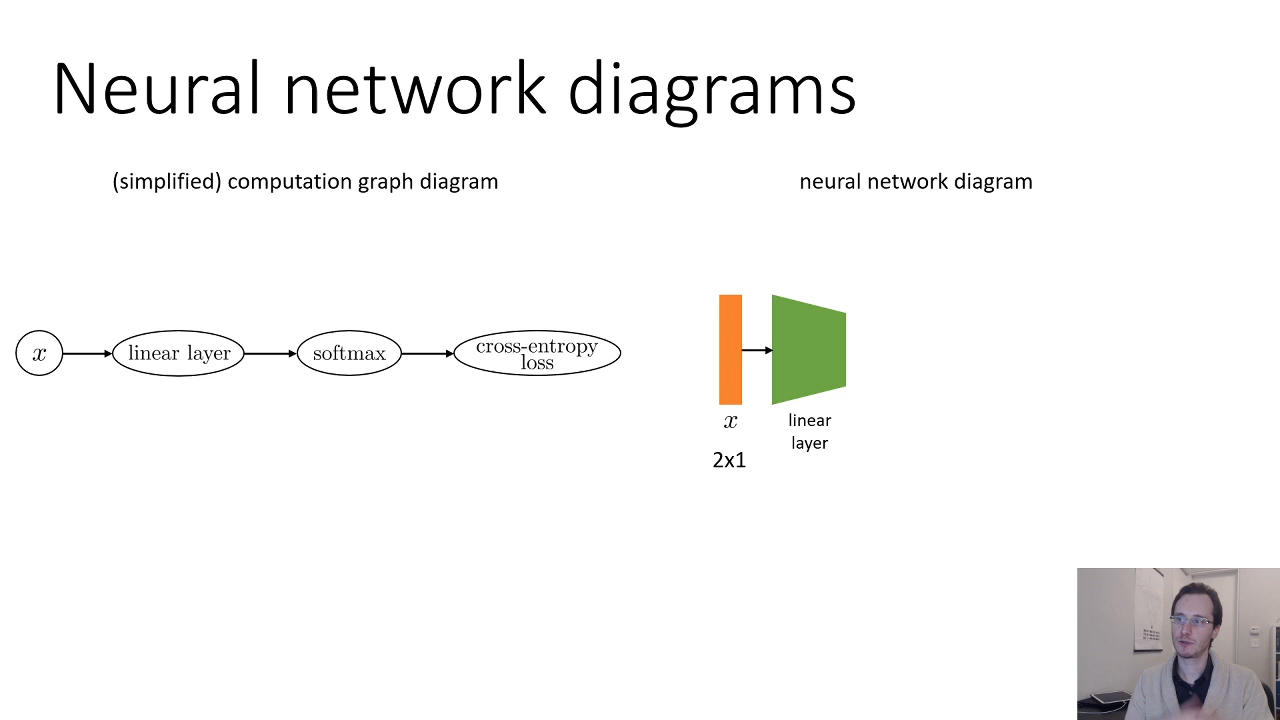 Neural network diagrams
(simplified) computation graph diagram
neural network diagram
x
linear layer
softmax
cross-entropy
loss
x
linear
layer
2x1